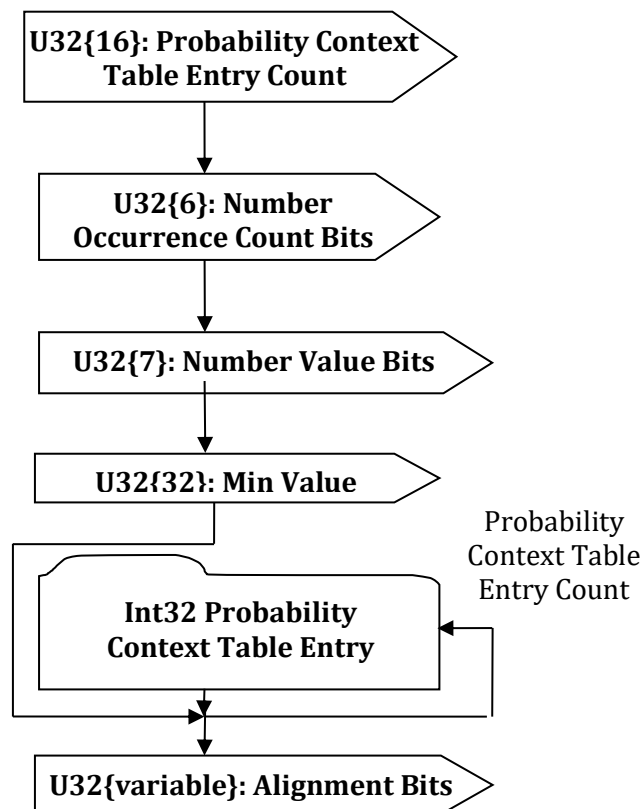 U32{16}: Probability Context
Table Entry Count
U32{6}: Number
Occurrence Count Bits
U32{7}: Number Value Bits
U32{32}: Min Value
Probability
Context Table
Entry Count
Int32 Probability
Context Table Entry
U32{variable}: Alignment Bits